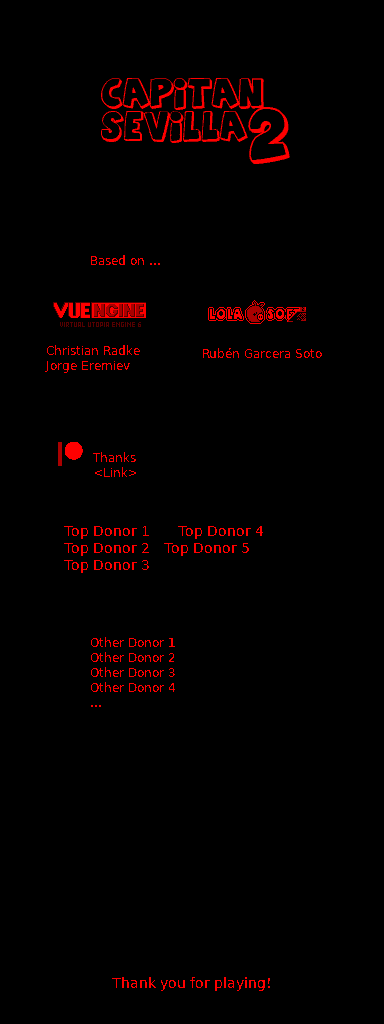 CAPITAN
SEVILLA 2
Based on ...
VUENGINE
LOLA SOFT
Christian Radke
Jorge Eremiev
Rubén Garcera Soto
Thanks
<Link>
Top Donor 1 Top Donor 4
Top Donor 2 Top Donor 5
Top Donor 3
Other Donor 1
Other Donor 2
Other Donor 3
Other Donor 4
...
Thank you for playing!